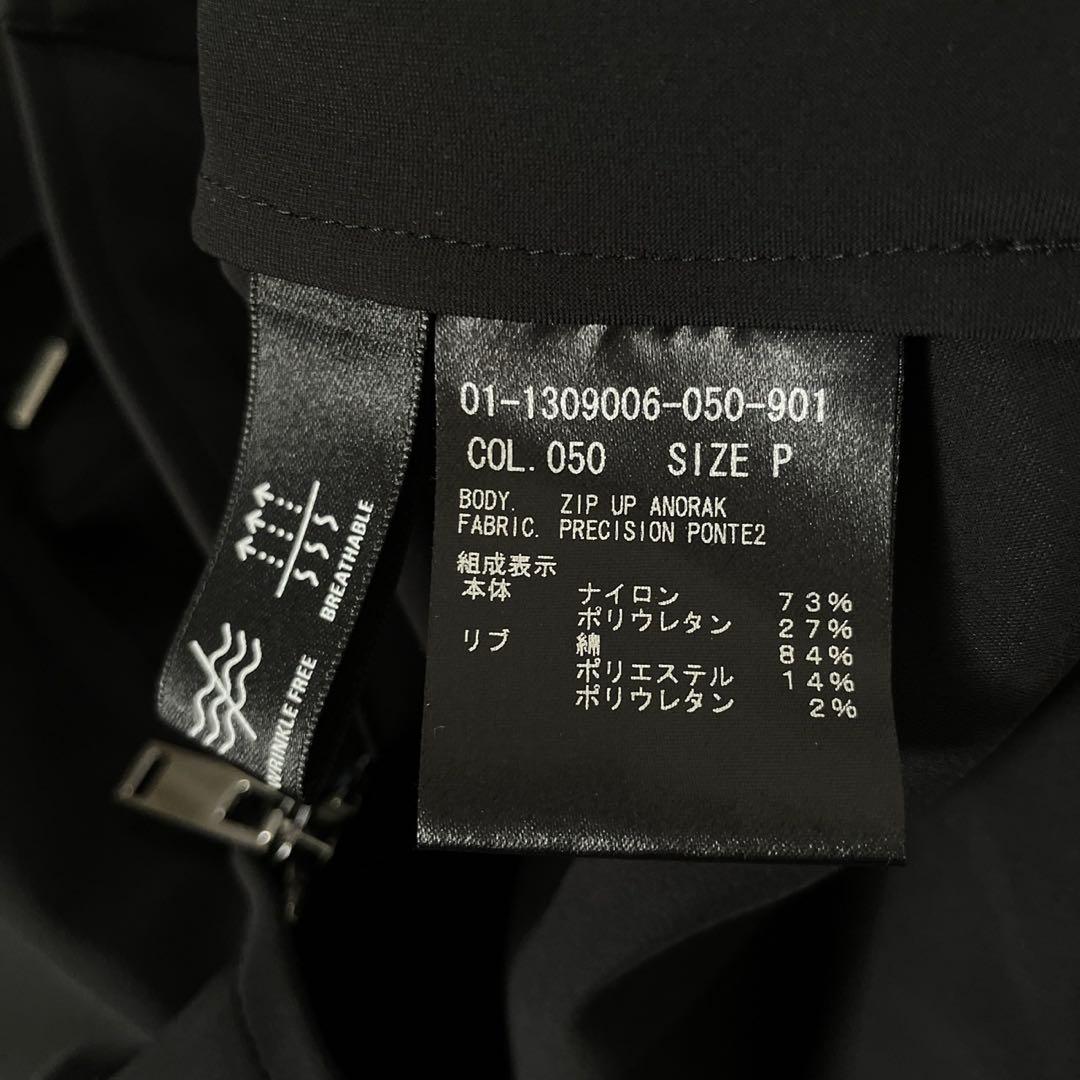 BREATHABLE
WRINKLE FREE
01-1309006-050-901
COL. 050 SIZE P
BODY. ZIP UP ANORAK
FABRIC. PRECISION PONTE2
組成表示
本体 ナイロン 73%
ポリウレタン 27%
リブ 綿 84%
ポリエステル 14%
ポリウレタン 2%